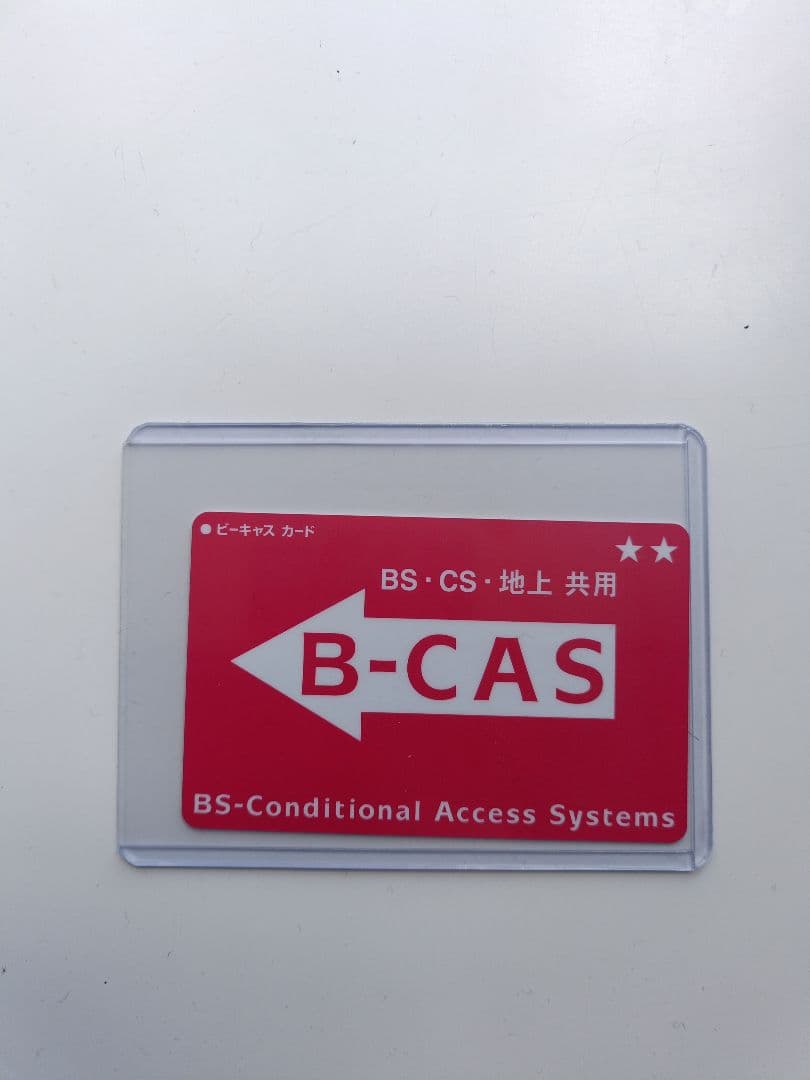 ●ビーキャス カード
★★
BS・CS・地上 共用
B-CAS
BS-Conditional Access Systems